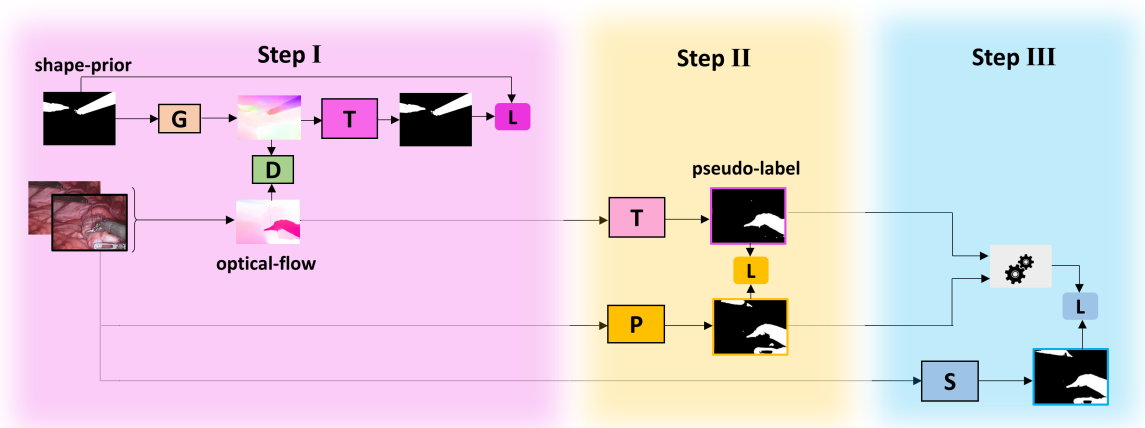 Step I
Step II
Step III
shape-prior
G
T
L
D
pseudo-label
T
optical-flow
L
P
L
S